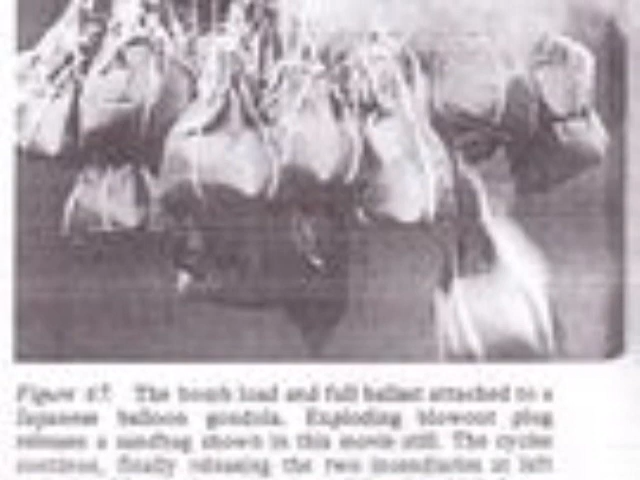 Figure 67. The bomb load and full ballast attached to a
Japanese balloon gondola. Exploding blowout plug
releases a sandbag shown in this movie still. The cycles
continue, finally releasing the two incendiaries at left